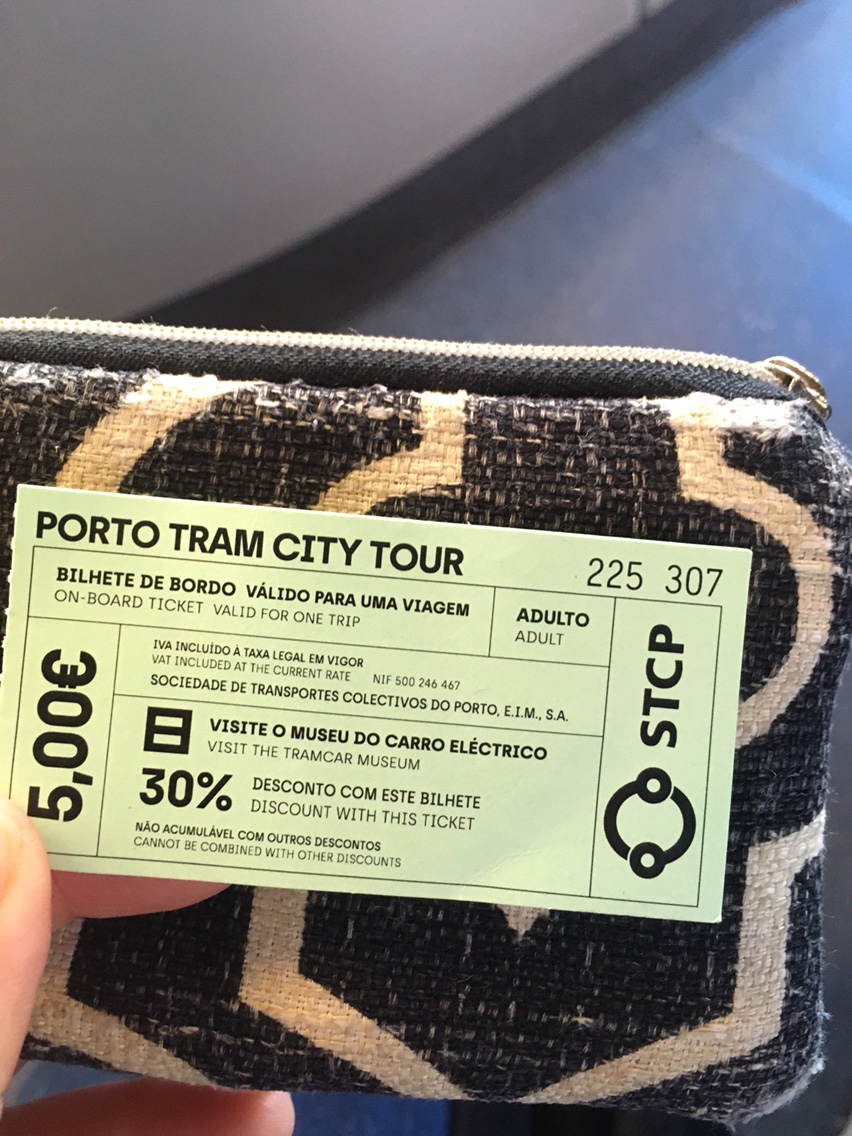 PORTO TRAM CITY TOUR
225 307
BILHETE DE BORDO VÁLIDO PARA UMA VIAGEM
ON-BOARD TICKET VALID FOR ONE TRIP
ADULTO
ADULT
5,00€
IVA INCLUÍDO À TAXA LEGAL EM VIGOR
VAT INCLUDED AT THE CURRENT RATE NIF 500 246 467
SOCIEDADE DE TRANSPORTES COLECTIVOS DO PORTO, E.I.M., S.A.
VISITE O MUSEU DO CARRO ELÉCTRICO
VISIT THE TRAMCAR MUSEUM
30%
DESCONTO COM ESTE BILHETE
DISCOUNT WITH THIS TICKET
NÃO ACUMULÁVEL COM OUTROS DESCONTOS
CANNOT BE COMBINED WITH OTHER DISCOUNTS
STCP